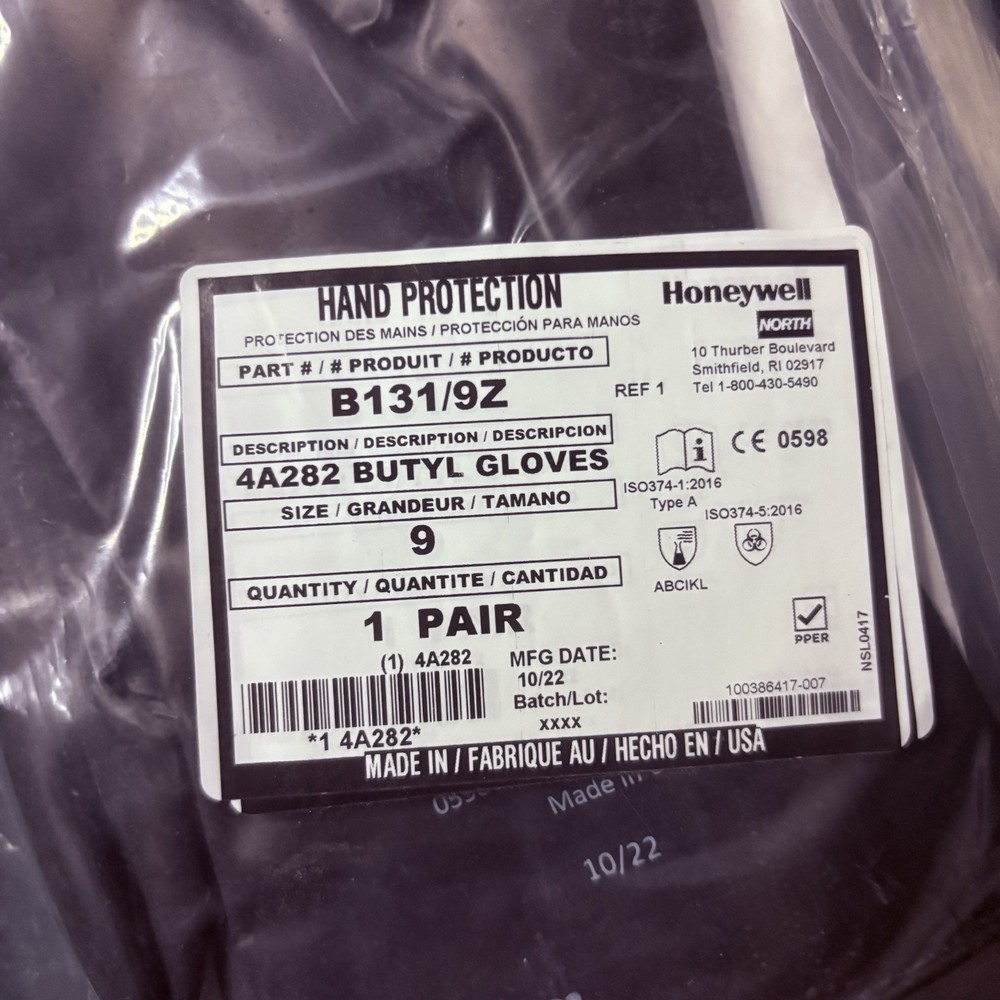 HAND PROTECTION
PROTECTION DES MAINS / PROTECCIÓN PARA MANOS
PART # / # PRODUIT / # PRODUCTO
B131/9Z
DESCRIPTION / DESCRIPTION / DESCRIPCION
4A282 BUTYL GLOVES
SIZE / GRANDEUR / TAMANO
9
QUANTITY / QUANTITE / CANTIDAD
1 PAIR
(1) 4A282
*1 4A282*
MFG DATE:
10/22
Batch/Lot:
XXXX
Honeywell
NORTH
10 Thurber Boulevard
Smithfield, RI 02917
Tel 1-800-430-5490
REF 1
i
CE 0598
ISO374-1:2016
Type A
ISO374-5:2016
ABCIKL
PPER
NSL0417
100386417-007
MADE IN / FABRIQUE AU / HECHO EN / USA
Made in
10/22